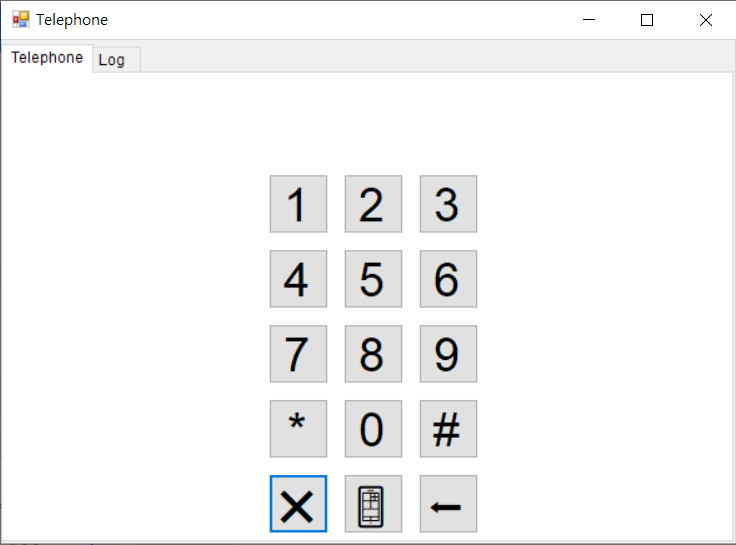 Telephone
Telephone Log
1 2 3
4 5 6
7 8 9
* 0 #
✕ ←